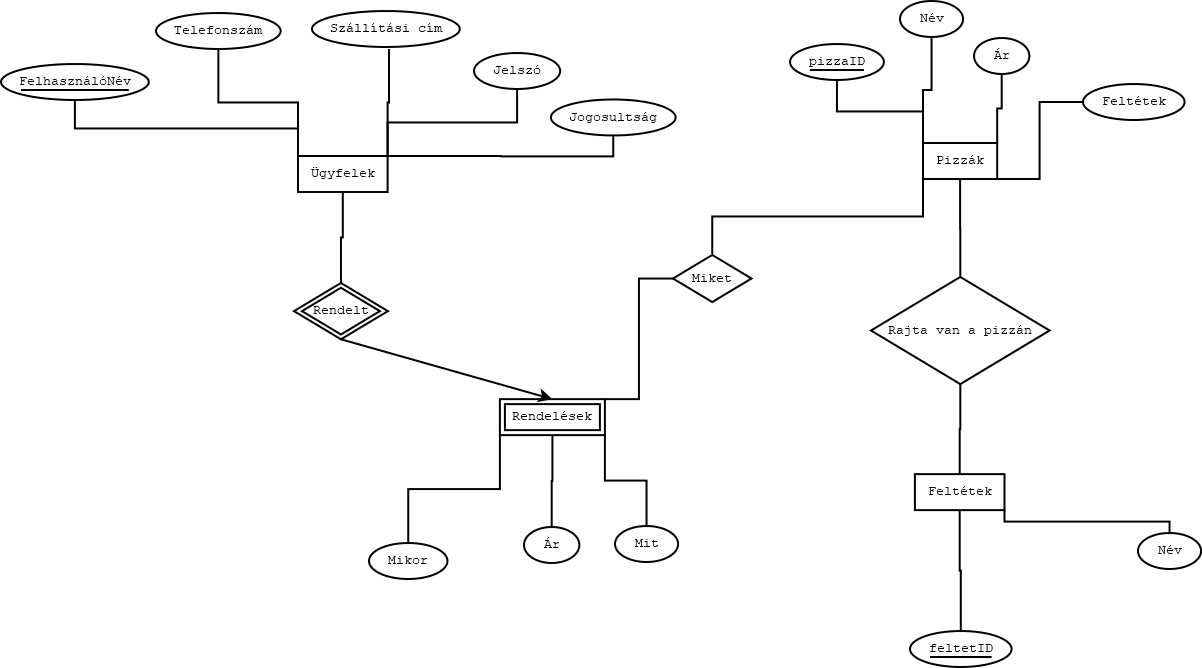 Név
Szállítási cím
Telefonszám
Ár
pizzaID
Jelszó
FelhasználóNév
Feltétek
Jogosultság
Pizzák
Ügyfelek
Miket
Rendelt
Rajta van a pizzán
Rendelések
Feltétek
Mit
Ár
Név
Mikor
feltetID